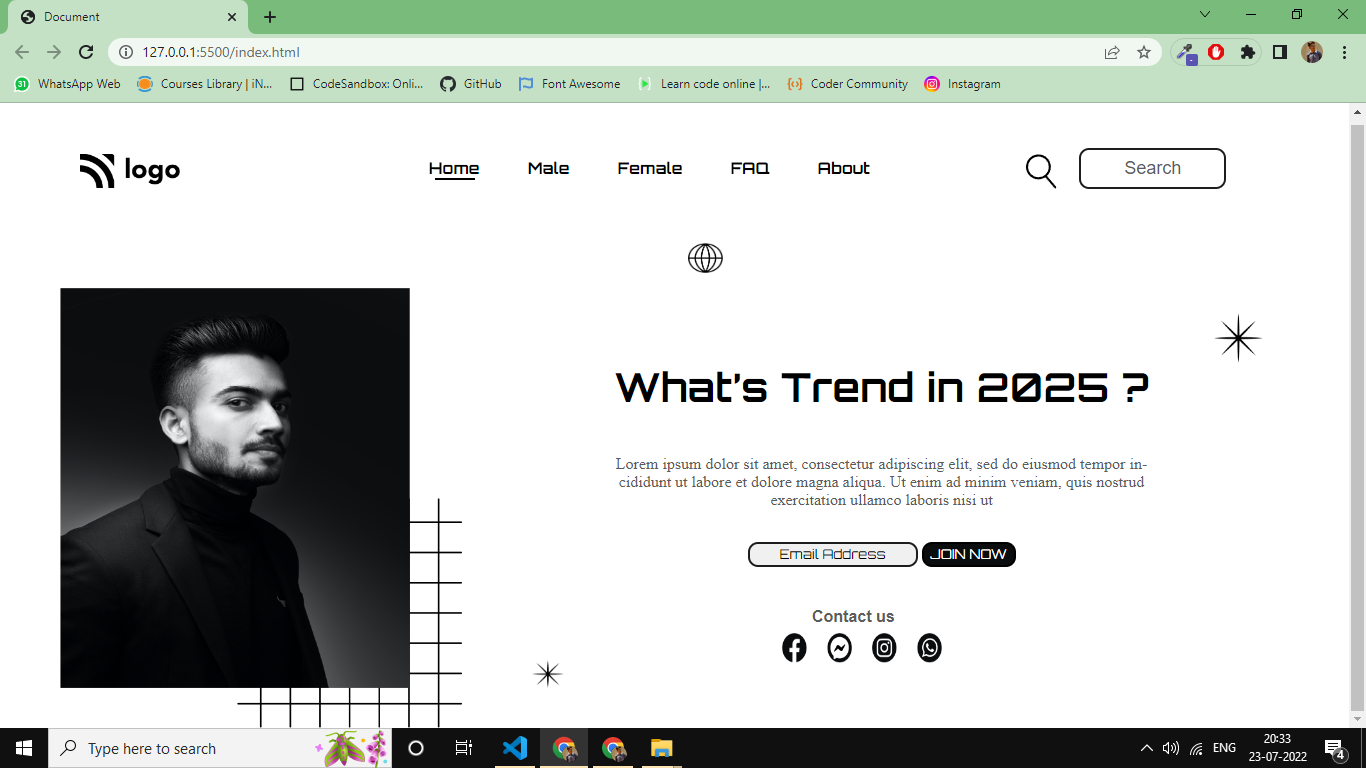 Document
127.0.0.1:5500/index.html
31 WhatsApp Web Courses Library | iN... CodeSandbox: Onli... GitHub Font Awesome Learn code online |... Coder Community Instagram
logo Home Male Female FAQ About Search
What's Trend in 2025 ?
Lorem ipsum dolor sit amet, consectetur adipiscing elit, sed do eiusmod tempor in-
cididunt ut labore et dolore magna aliqua. Ut enim ad minim veniam, quis nostrud
exercitation ullamco laboris nisi ut
Email Address JOIN NOW
Contact us
Type here to search ENG 20:33
23-07-2022 4